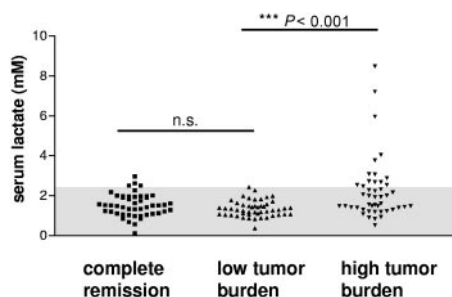 *** P< 0.001
10
8
6
4
2
0
serum lactate (mM)
n.s.
complete remission
low tumor burden
high tumor burden